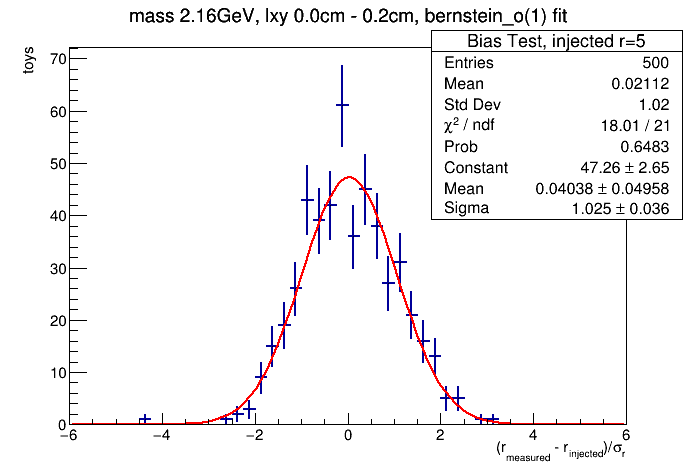 mass 2.16GeV, lxy 0.0cm - 0.2cm, bernstein_o(1) fit
Bias Test, injected r=5
Entries 500
Mean 0.02112
Std Dev 1.02
χ² / ndf 18.01 / 21
Prob 0.6483
Constant 47.26 ± 2.65
Mean 0.04038 ± 0.04958
Sigma 1.025 ± 0.036
toys
70
60
50
40
30
20
10
0
−6 −4 −2 0 2 4 6
(r_measured - r_injected)/σ_r